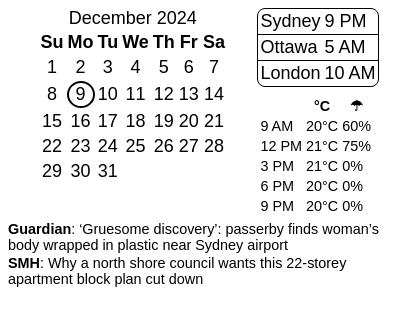 December 2024
Su Mo Tu We Th Fr Sa
1 2 3 4 5 6 7
8 9 10 11 12 13 14
15 16 17 18 19 20 21
22 23 24 25 26 27 28
29 30 31
Sydney 9 PM
Ottawa 5 AM
London 10 AM
°C ☂
9 AM 20°C 60%
12 PM 21°C 75%
3 PM 21°C 0%
6 PM 20°C 0%
9 PM 20°C 0%
Guardian: ‘Gruesome discovery’: passerby finds woman’s
body wrapped in plastic near Sydney airport
SMH: Why a north shore council wants this 22-storey
apartment block plan cut down